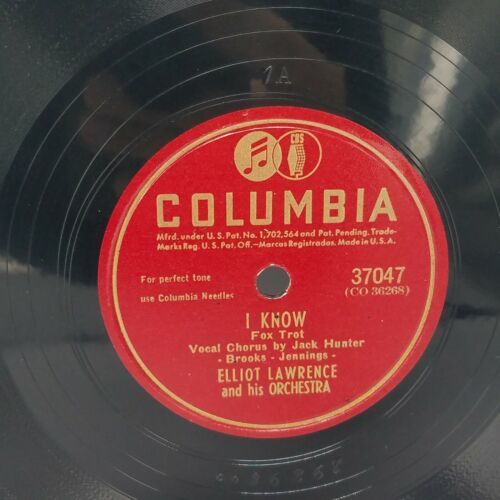 1A
CBS
COLUMBIA
Mfrd. under U. S. Pat. No. 1,702,564 and Pat. Pending. Trade-
Marks Reg. U. S. Pat. Off.—Marcas Registradas. Made in U. S. A.
For perfect tone
use Columbia Needles
37047
(CO 36268)
I KNOW
Fox Trot
Vocal Chorus by Jack Hunter
- Brooks - Jennings -
ELLIOT LAWRENCE
and his ORCHESTRA
CO36268